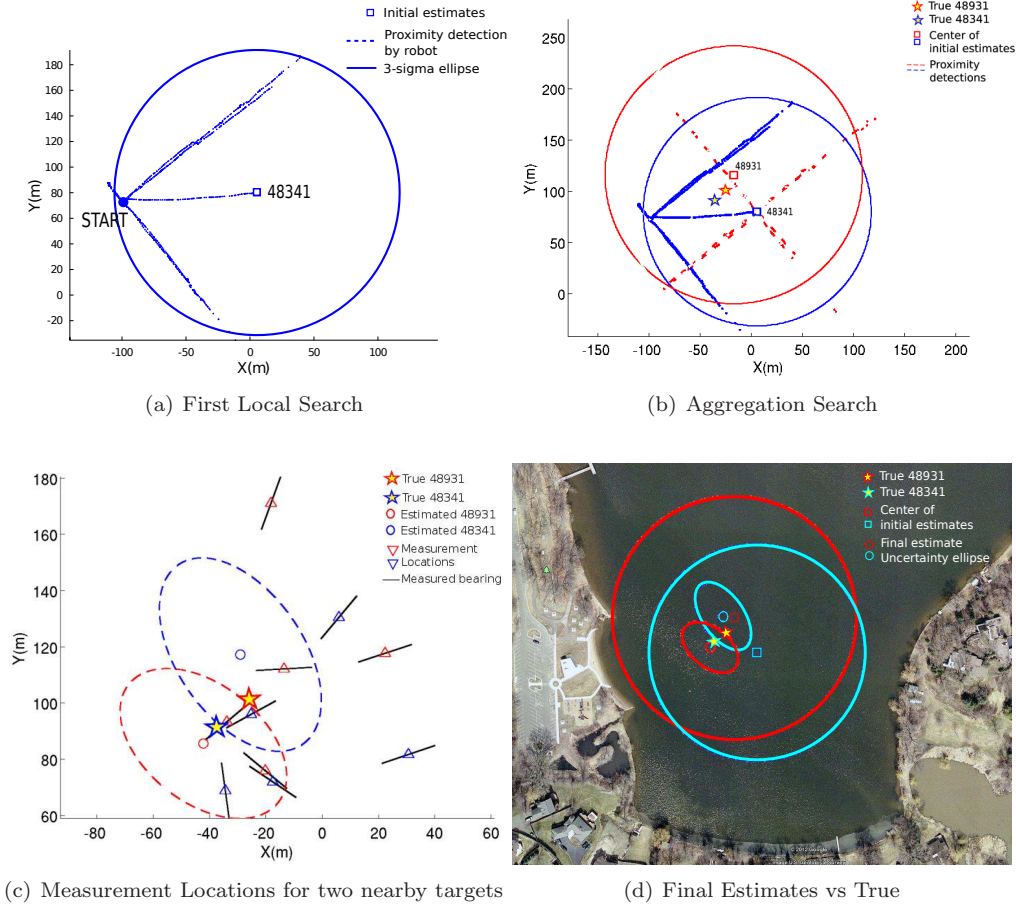 Initial estimates
Proximity detection
by robot
3-sigma ellipse
180
160
140
120
100
80
60
40
20
0
-20
Y(m)
48341
START
-100
-50
0
50
100
X(m)
(a) First Local Search
True 48931
True 48341
Center of
initial estimates
Proximity
detections
250
200
150
100
50
0
Y(m)
48931
48341
-150
-100
-50
0
50
100
150
200
X(m)
(b) Aggregation Search
True 48931
True 48341
Estimated 48931
Estimated 48341
Measurement
Locations
Measured bearing
180
160
140
120
100
80
60
Y(m)
-80
-60
-40
-20
0
20
40
60
X(m)
(c) Measurement Locations for two nearby targets
True 48931
True 48341
Center of
initial estimates
Final estimate
Uncertainty ellipse
© 2012 Google
(d) Final Estimates vs True